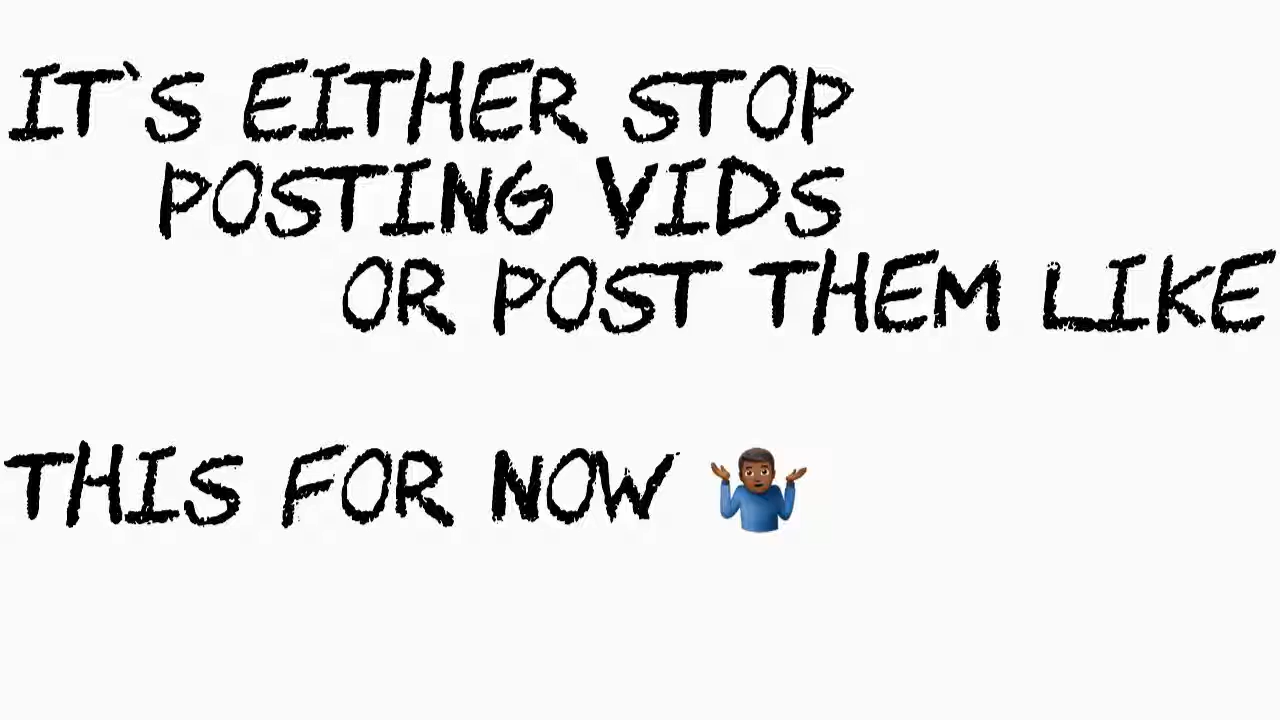 IT`S EITHER STOP
POSTING VIDS
OR POST THEM LIKE
THIS FOR NOW 🤷🏾‍♂️